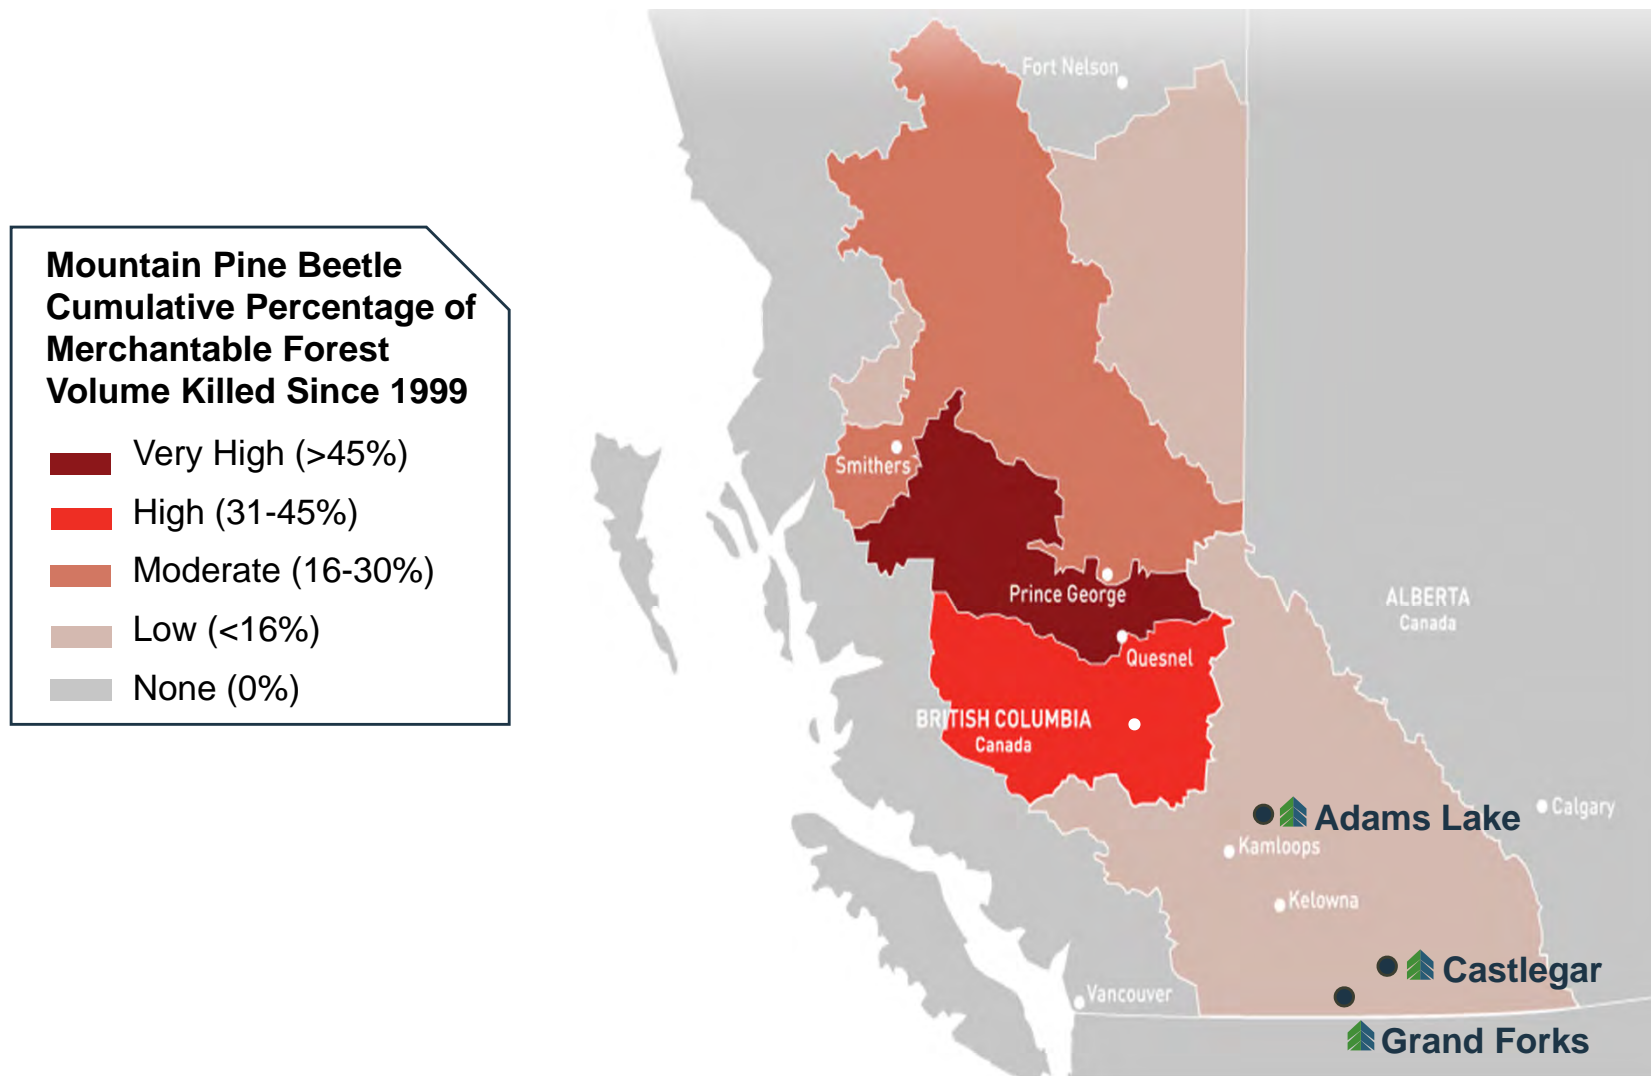 Mountain Pine Beetle
Cumulative Percentage of
Merchantable Forest
Volume Killed Since 1999
Very High (>45%)
High (31-45%)
Moderate (16-30%)
Low (<16%)
None (0%)
Fort Nelson
Smithers
Prince George
ALBERTA
Canada
Quesnel
BRITISH COLUMBIA
Canada
Calgary
Adams Lake
Kamloops
Kelowna
Castlegar
Vancouver
Grand Forks